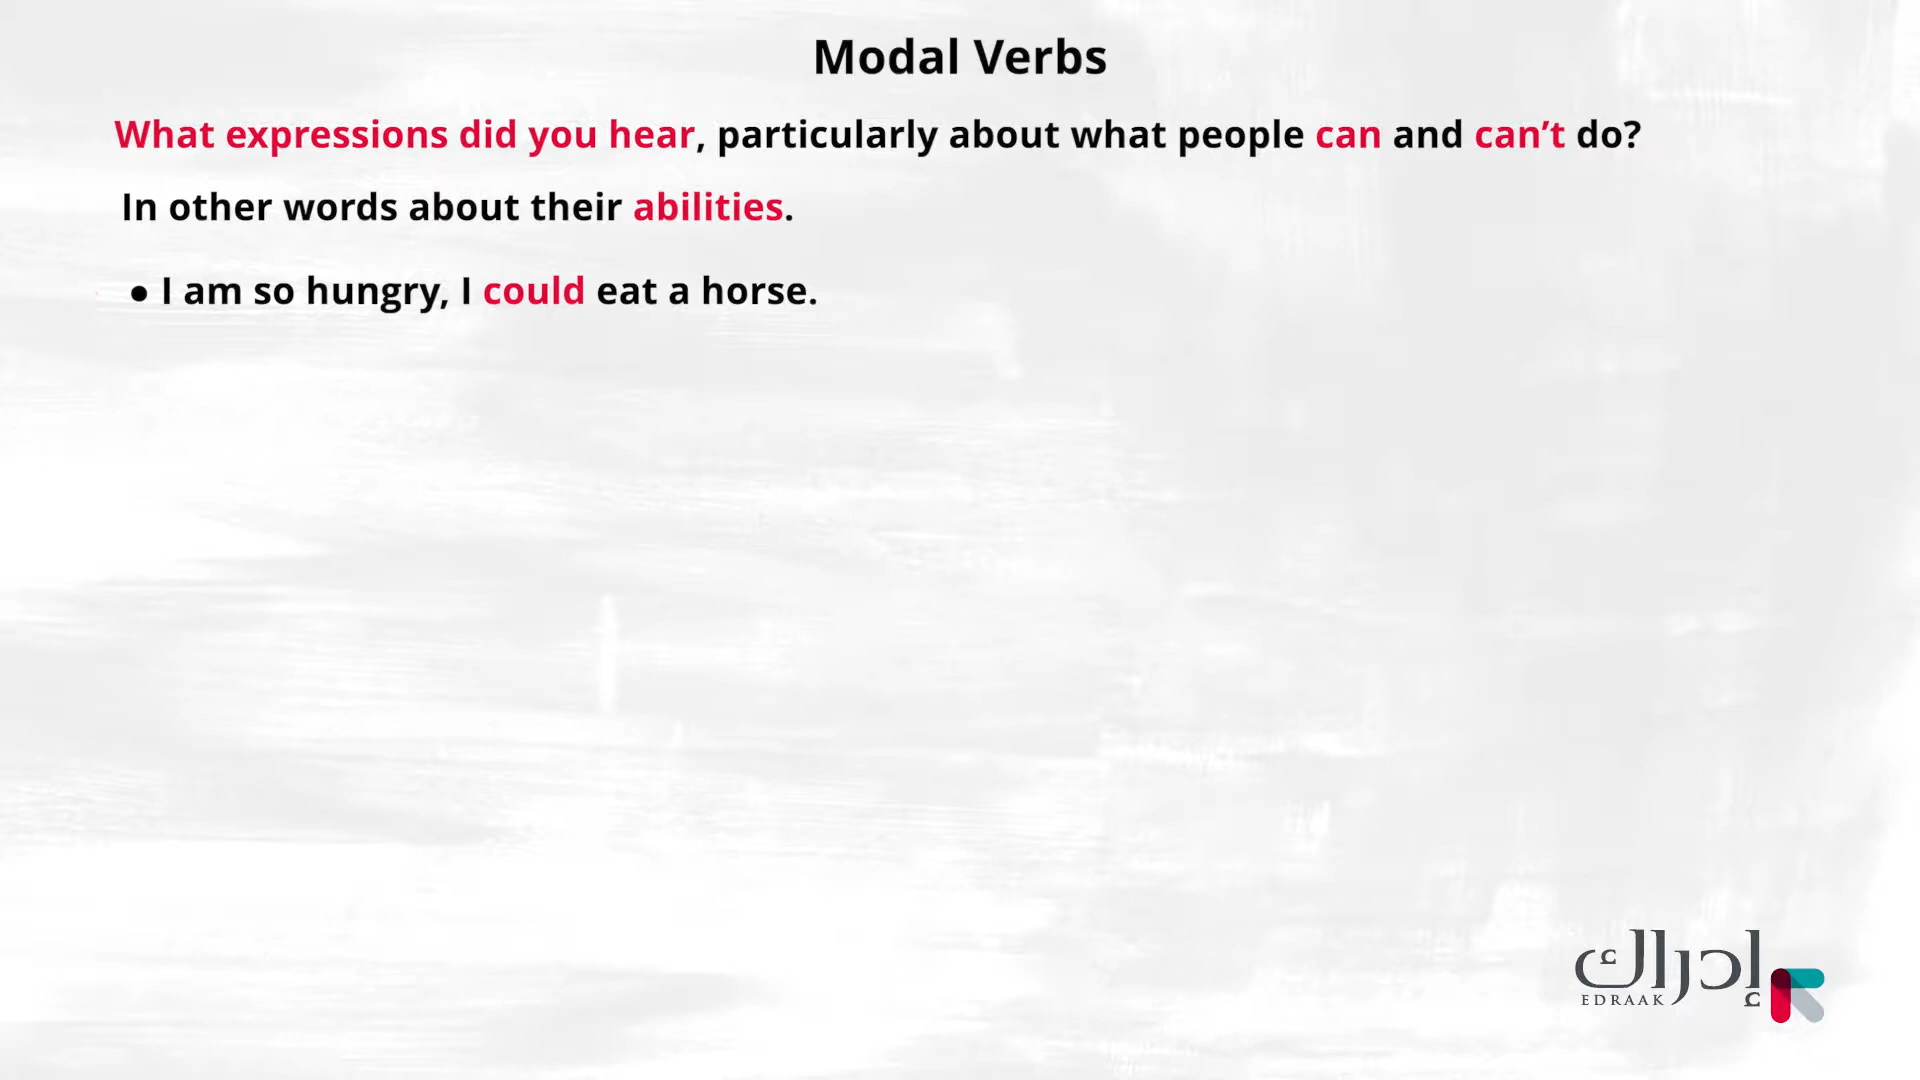 Modal Verbs
What expressions did you hear, particularly about what people can and can’t do?
In other words about their abilities.
● I am so hungry, I could eat a horse.
إدراك
EDRAAK